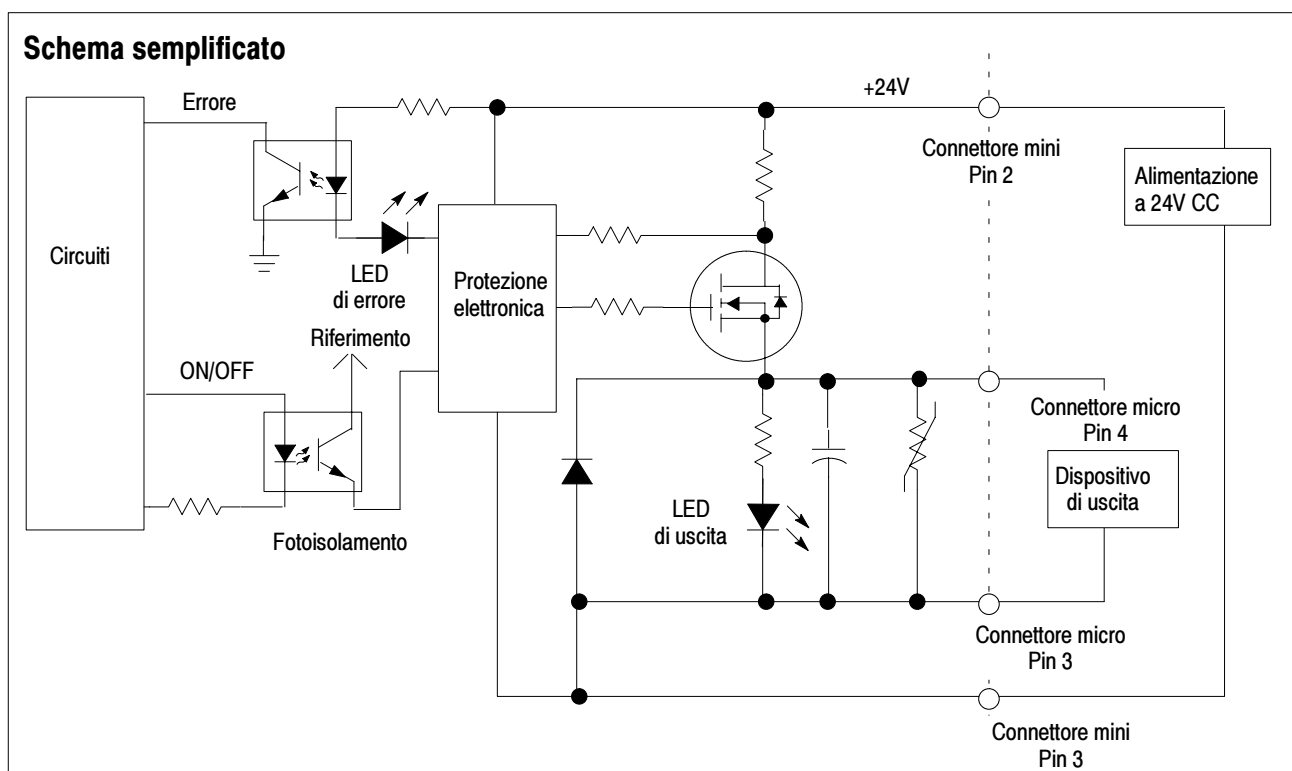 Schema semplificato
Errore
+24V
Connettore mini
Pin 2
Alimentazione
a 24V CC
Circuiti
LED
di errore
Protezione
elettronica
Riferimento
ON/OFF
Connettore micro
Pin 4
Dispositivo
di uscita
LED
di uscita
Fotoisolamento
Connettore micro
Pin 3
Connettore mini
Pin 3